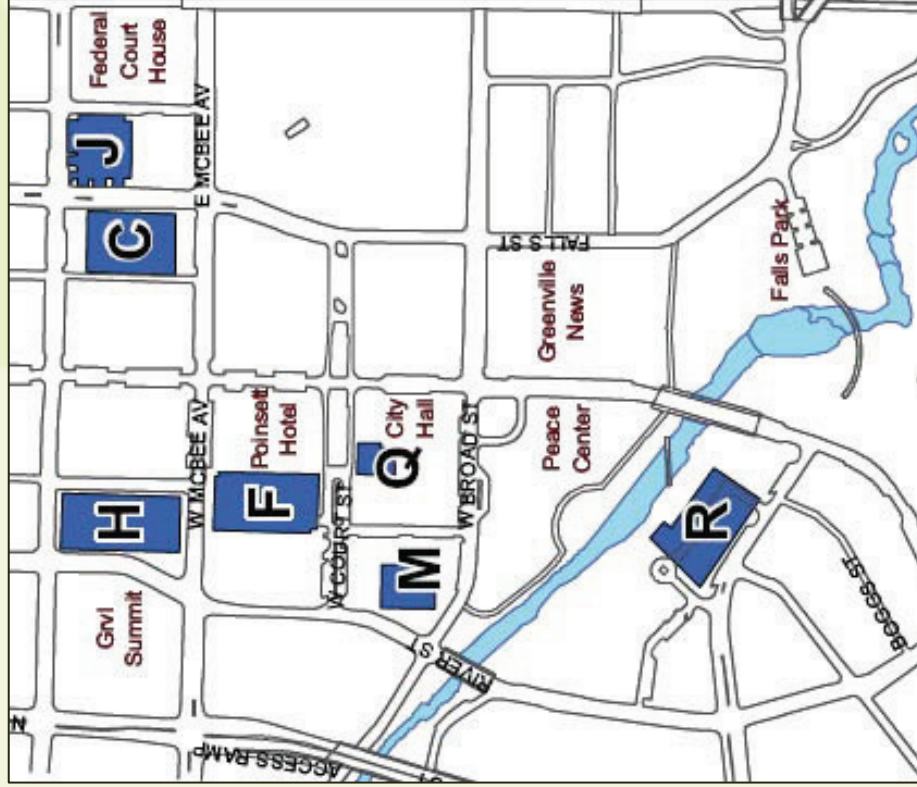 Federal
Court
House
J
E MCBEE AV
C
FALLS ST
Falls Park
Greenville
News
Poinsett
Hotel
City
Hall
Peace
Center
H
W MCBEE AV
F
Q
W BROAD ST
R
W COURT ST
M
Grvl
Summit
RIVER S
BOGGS ST
N
ACCESS RAMP